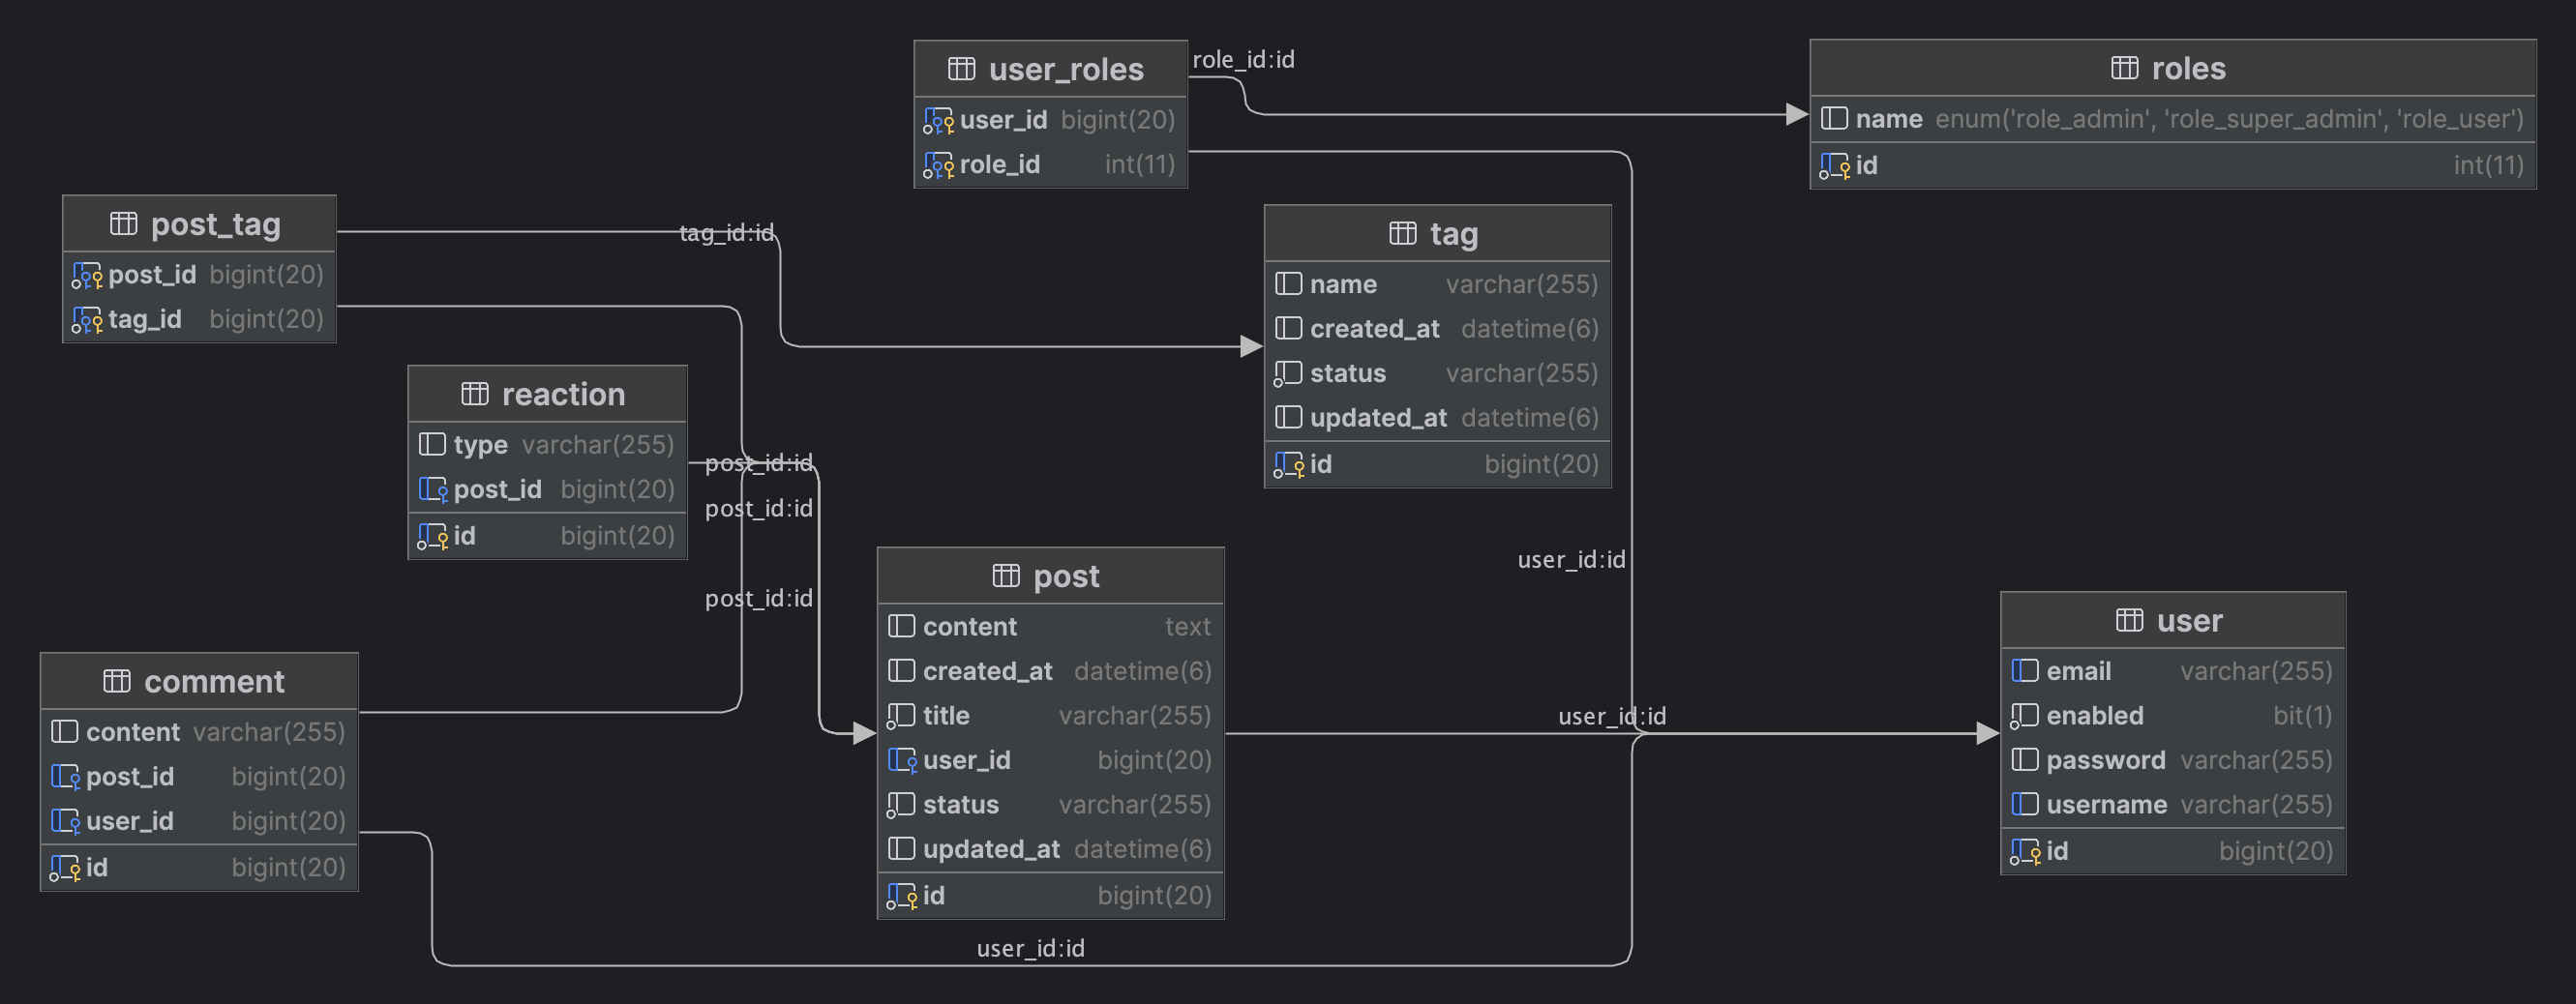 user_roles
user_id bigint(20)
role_id int(11)
role_id:id
roles
name enum('role_admin', 'role_super_admin', 'role_user')
id int(11)
post_tag
post_id bigint(20)
tag_id bigint(20)
tag_id:id
tag
name varchar(255)
created_at datetime(6)
status varchar(255)
updated_at datetime(6)
id bigint(20)
reaction
type varchar(255)
post_id bigint(20)
id bigint(20)
post_id:id
post_id:id
post_id:id
user_id:id
post
content text
created_at datetime(6)
title varchar(255)
user_id bigint(20)
status varchar(255)
updated_at datetime(6)
id bigint(20)
user_id:id
user
email varchar(255)
enabled bit(1)
password varchar(255)
username varchar(255)
id bigint(20)
comment
content varchar(255)
post_id bigint(20)
user_id bigint(20)
id bigint(20)
user_id:id